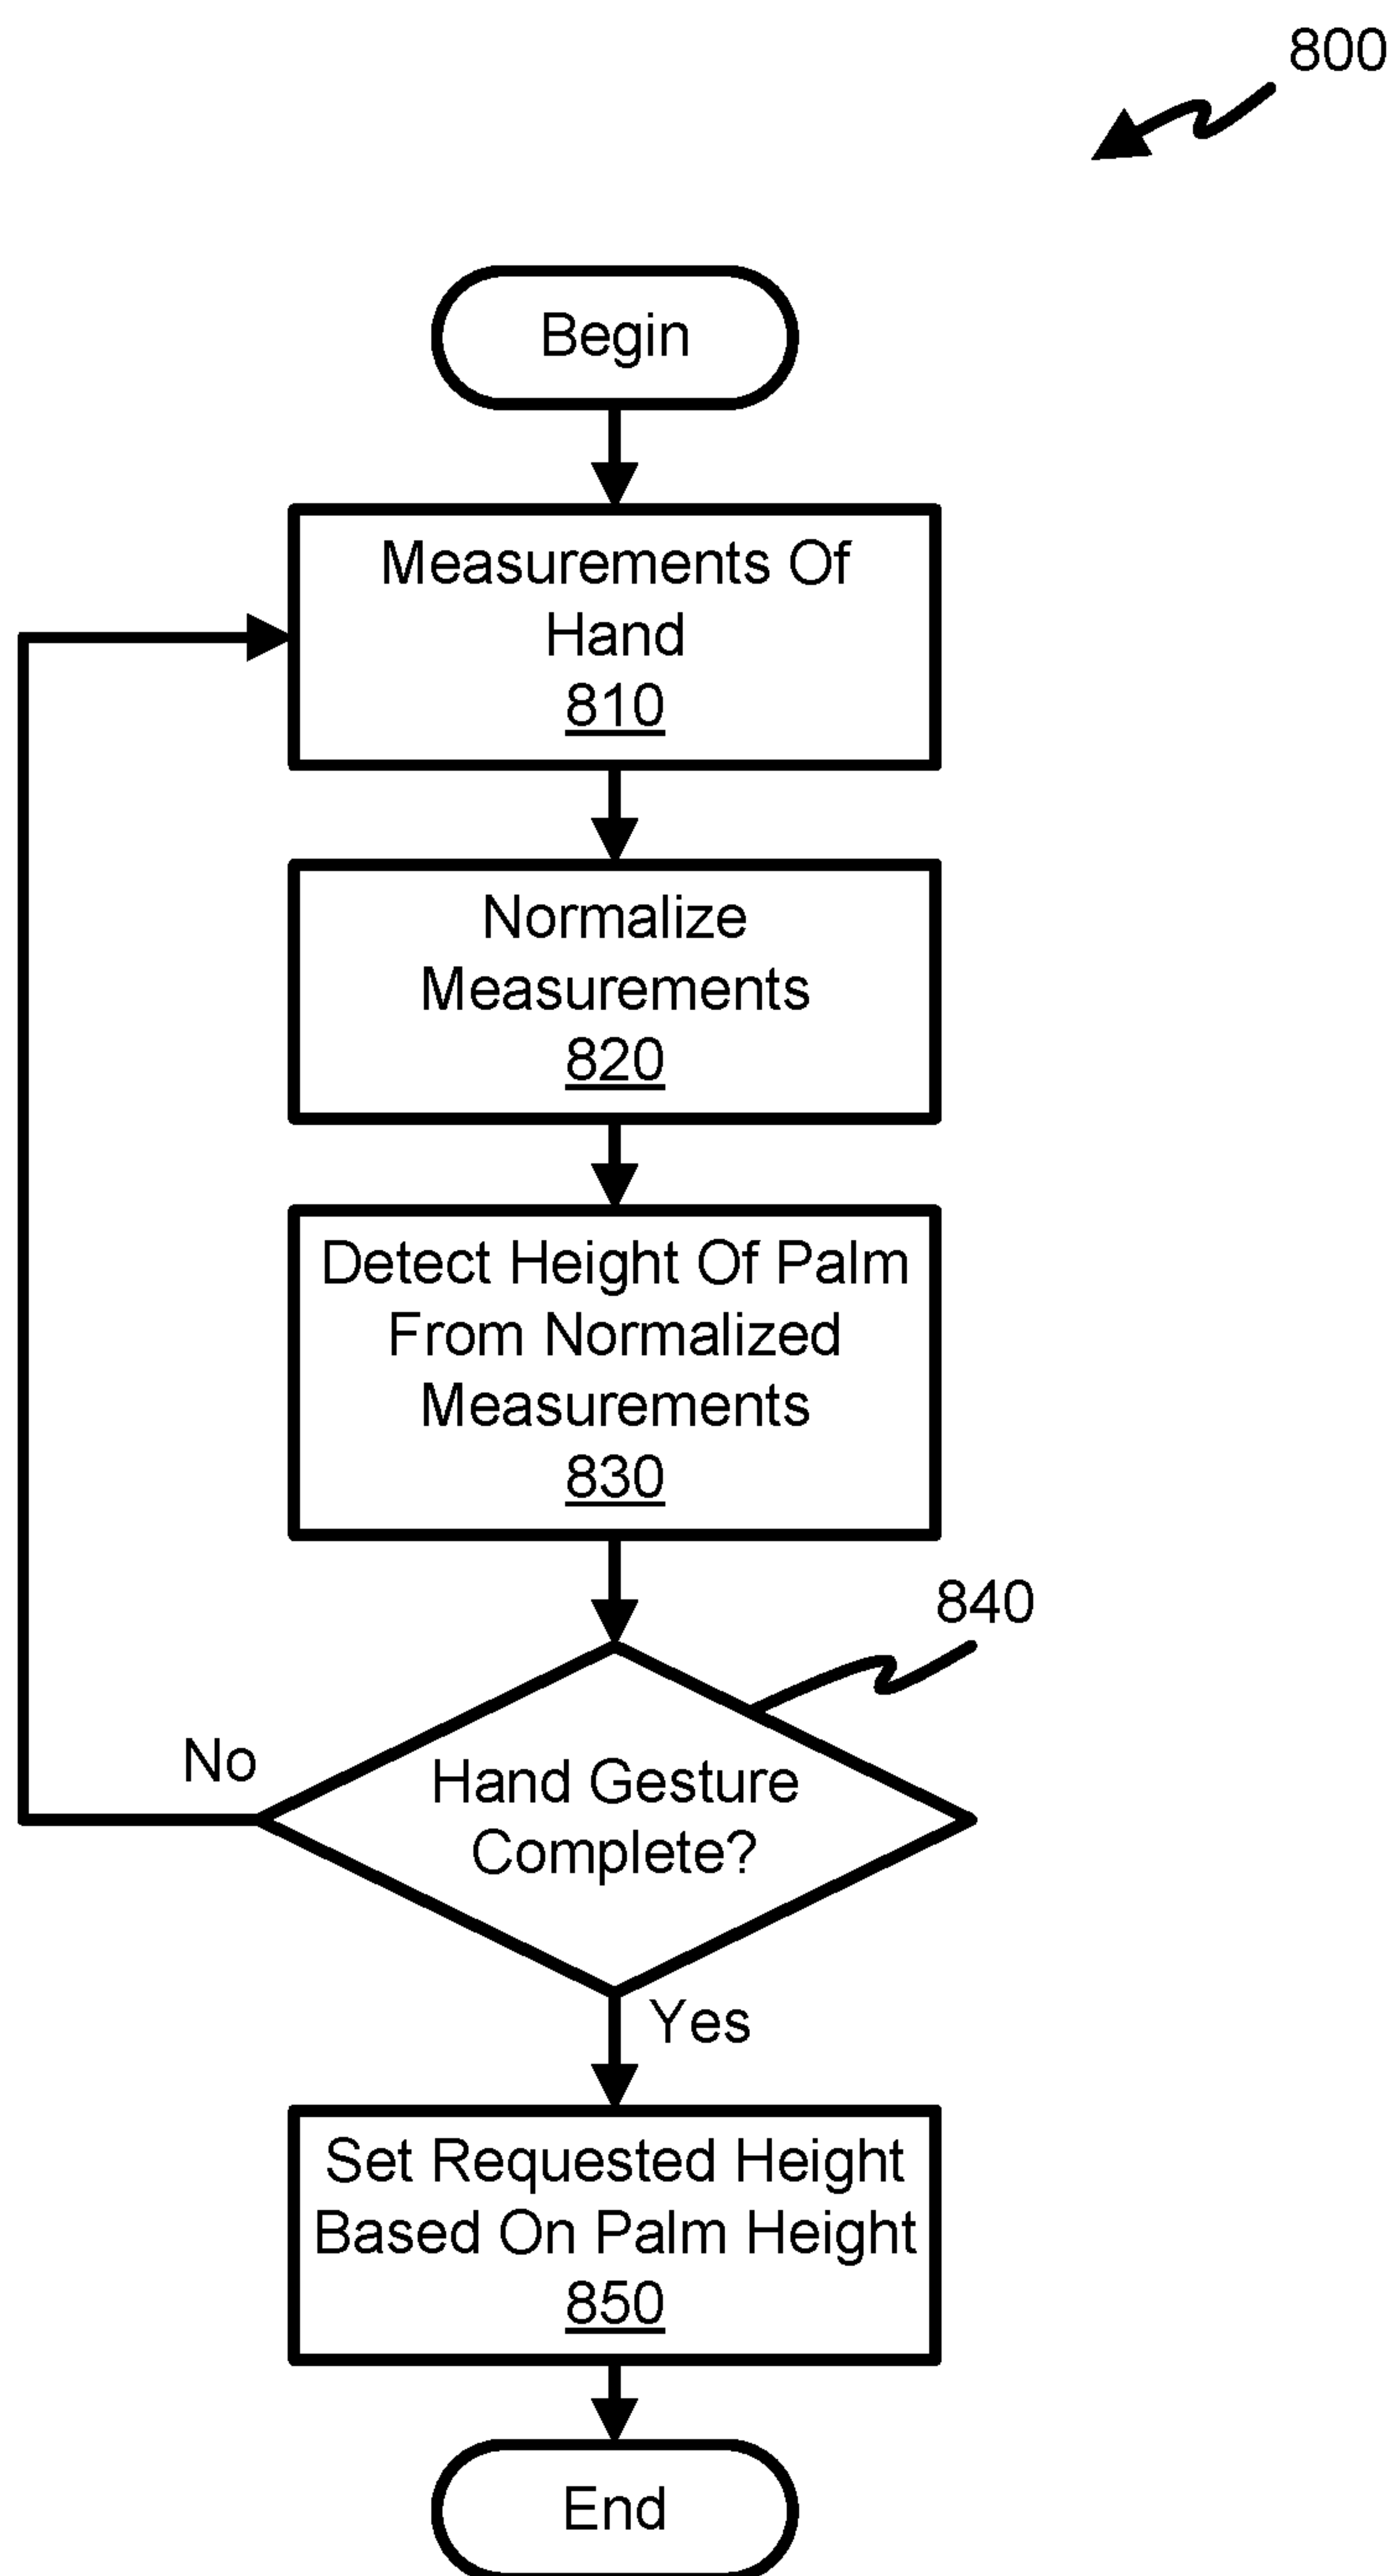 800
Begin
Measurements Of
Hand
810
Normalize
Measurements
820
Detect Height Of Palm
From Normalized
Measurements
830
840
Hand Gesture
Complete?
No
Yes
Set Requested Height
Based On Palm Height
850
End